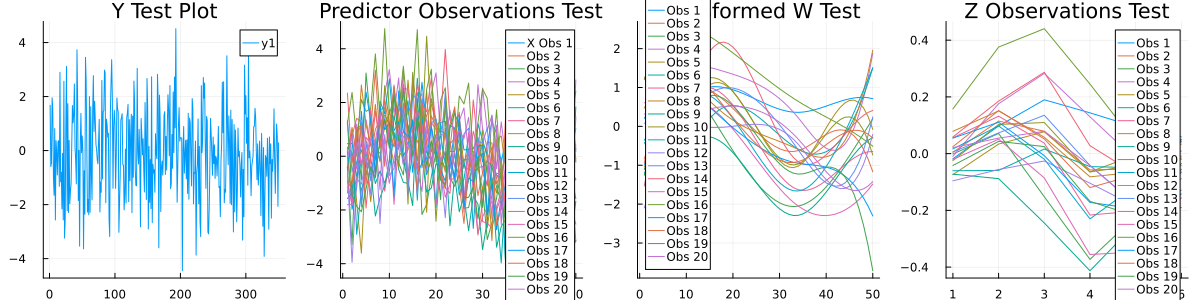 Y Test Plot
y1
4
2
0
−2
−4
0
100
200
300
Predictor Observations Test
X Obs 1
Obs 2
Obs 3
Obs 4
Obs 5
Obs 6
Obs 7
Obs 8
Obs 9
Obs 10
Obs 11
Obs 12
Obs 13
Obs 14
Obs 15
Obs 16
Obs 17
Obs 18
Obs 19
Obs 20
4
2
0
−2
−4
0
10
20
30
0
formed W Test
Obs 1
Obs 2
Obs 3
Obs 4
Obs 5
Obs 6
Obs 7
Obs 8
Obs 9
Obs 10
Obs 11
Obs 12
Obs 13
Obs 14
Obs 15
Obs 16
Obs 17
Obs 18
Obs 19
Obs 20
2
1
0
−1
−2
−3
0
10
20
30
40
50
Z Observations Test
Obs 1
Obs 2
Obs 3
Obs 4
Obs 5
Obs 6
Obs 7
Obs 8
Obs 9
Obs 10
Obs 11
Obs 12
Obs 13
Obs 14
Obs 15
Obs 16
Obs 17
Obs 18
Obs 19
Obs 20
0.4
0.2
0.0
−0.2
−0.4
1
2
3
4